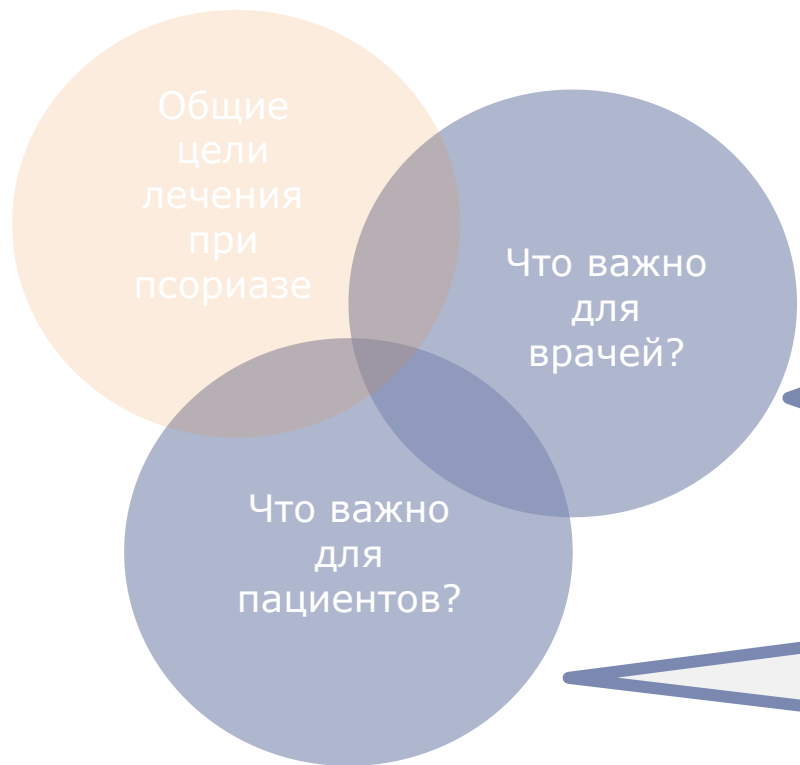 Общие
цели
лечения
при
псориазе
Что важно
для
врачей?
Что важно
для
пациентов?